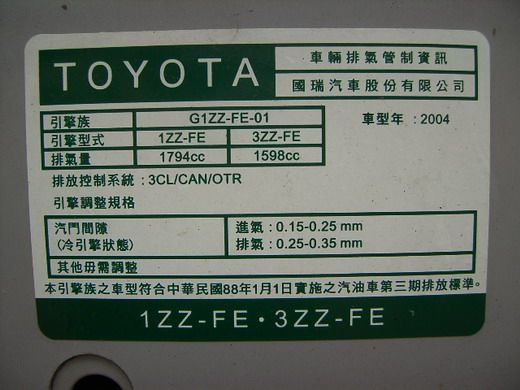 TOYOTA
車輛排氣管制資訊
國瑞汽車股份有限公司
引擎族 G1ZZ-FE-01 車型年 : 2004
引擎型式 1ZZ-FE 3ZZ-FE
排氣量 1794cc 1598cc
排放控制系統 : 3CL/CAN/OTR
引擎調整規格
汽門間隙 進氣 : 0.15-0.25 mm
(冷引擎狀態) 排氣 : 0.25-0.35 mm
其他毋需調整
本引擎族之車型符合中華民國88年1月1日實施之汽油車第三期排放標準。
1ZZ-FE · 3ZZ-FE